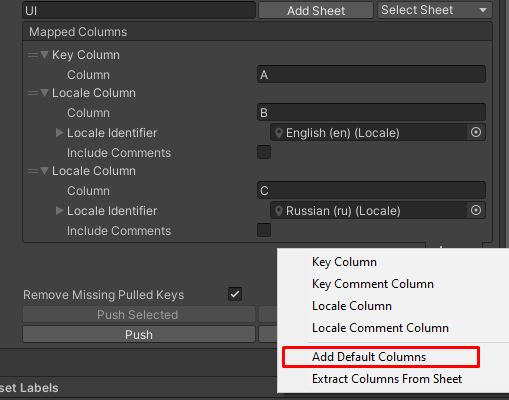 UI
Add Sheet
Select Sheet
Mapped Columns
Key Column
Column
A
Locale Column
Column
B
Locale Identifier
English (en) (Locale)
Include Comments
Locale Column
Column
C
Locale Identifier
Russian (ru) (Locale)
Include Comments
Key Column
Key Comment Column
Locale Column
Locale Comment Column
Add Default Columns
Extract Columns From Sheet
Remove Missing Pulled Keys
Push Selected
Push
set Labels